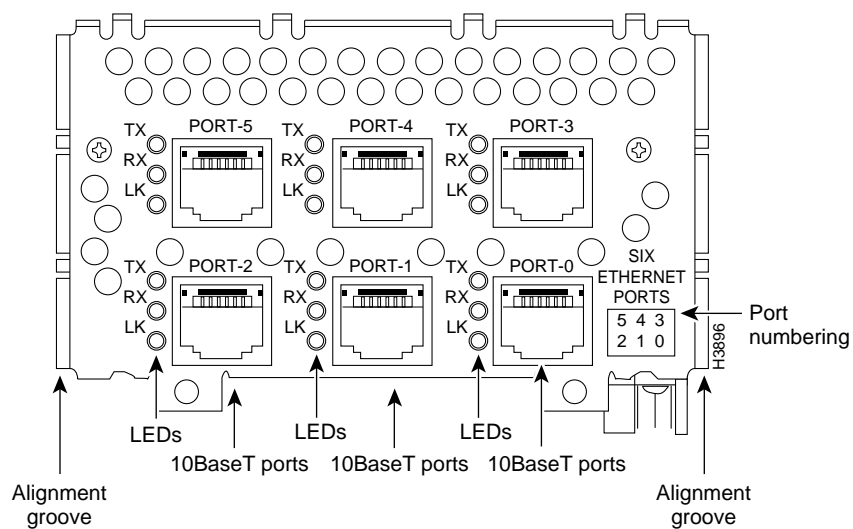 PORT-5 PORT-4 PORT-3
TX TX TX
RX RX RX
LK LK LK
PORT-2 PORT-1 PORT-0
TX TX TX
RX RX RX
LK LK LK
SIX
ETHERNET
PORTS
5 4 3
2 1 0
H3896
Port
numbering
LEDs LEDs LEDs
10BaseT ports 10BaseT ports 10BaseT ports
Alignment
groove
Alignment
groove